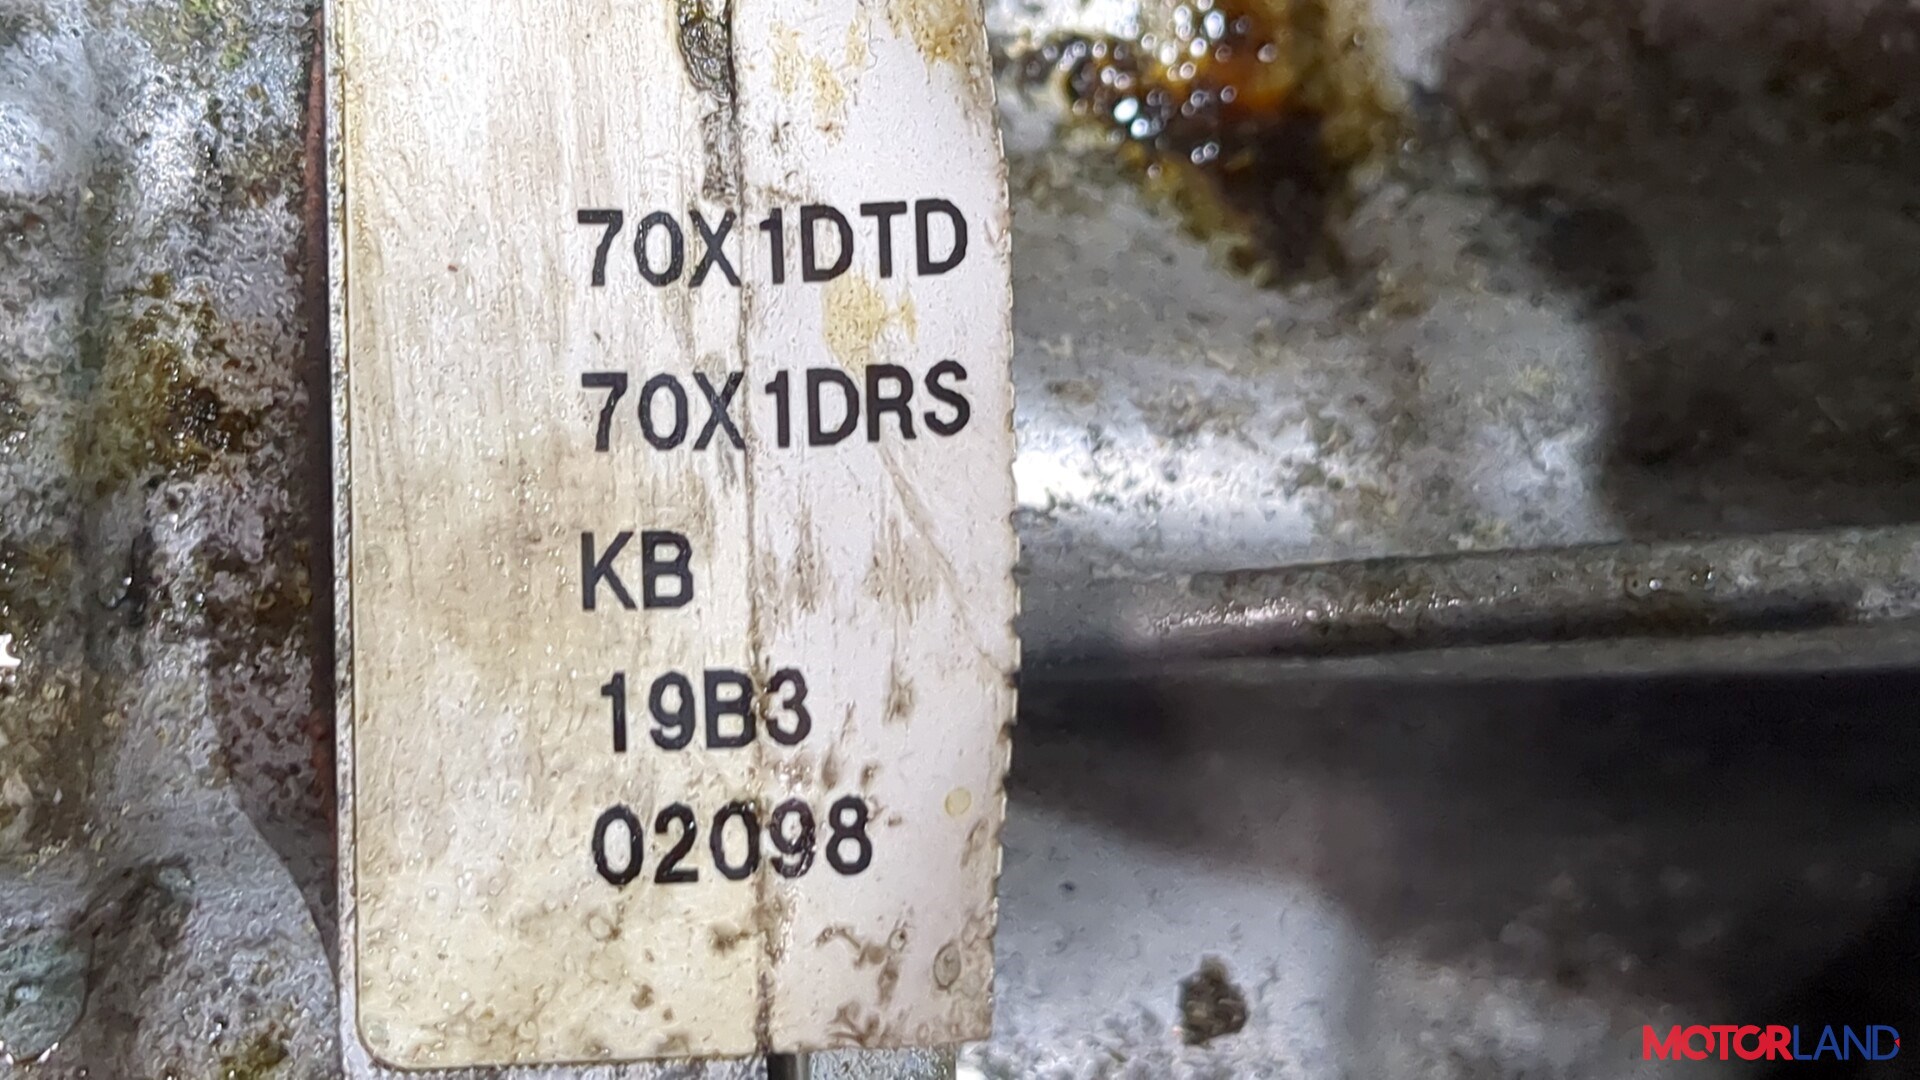 70X1DTD
70X1DRS
KB
19B3
02098
MOTORLAND